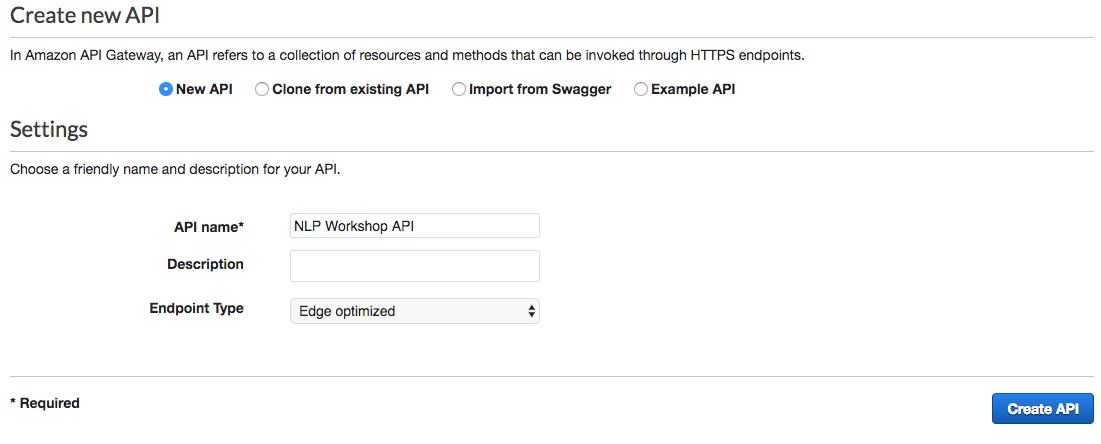 Create new API
In Amazon API Gateway, an API refers to a collection of resources and methods that can be invoked through HTTPS endpoints.
New API Clone from existing API Import from Swagger Example API
Settings
Choose a friendly name and description for your API.
API name* NLP Workshop API
Description
Endpoint Type Edge optimized
* Required Create API